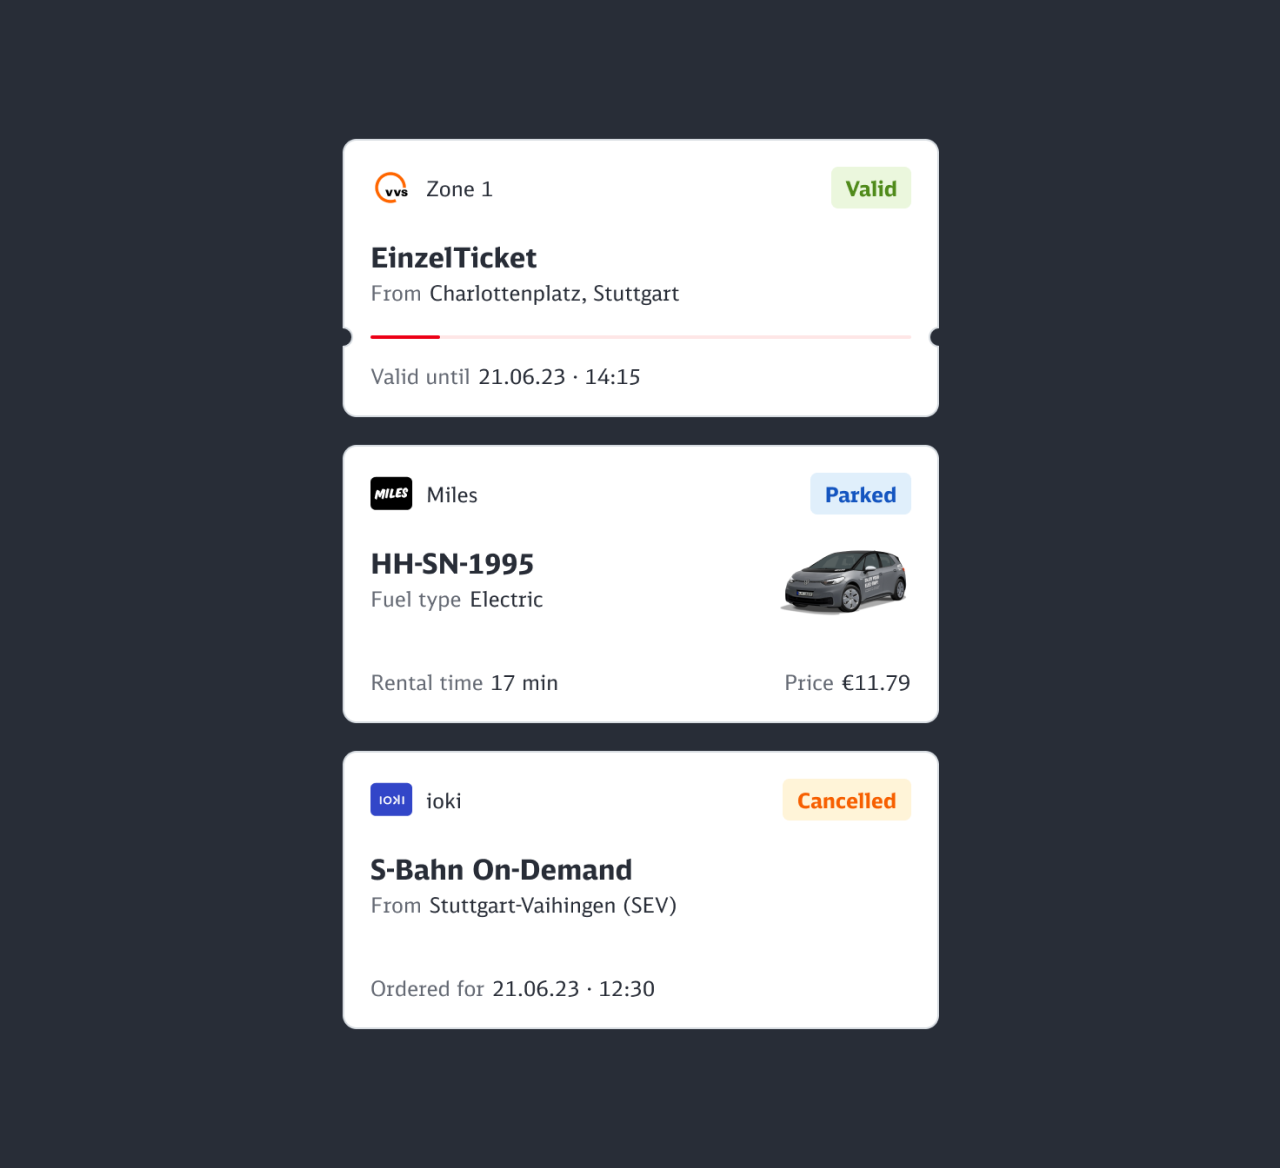 vvs Zone 1 Valid
EinzelTicket
From Charlottenplatz, Stuttgart
Valid until 21.06.23 · 14:15
MILES Miles Parked
HH-SN-1995
Fuel type Electric
Rental time 17 min Price €11.79
IOKI ioki Cancelled
S-Bahn On-Demand
From Stuttgart-Vaihingen (SEV)
Ordered for 21.06.23 · 12:30